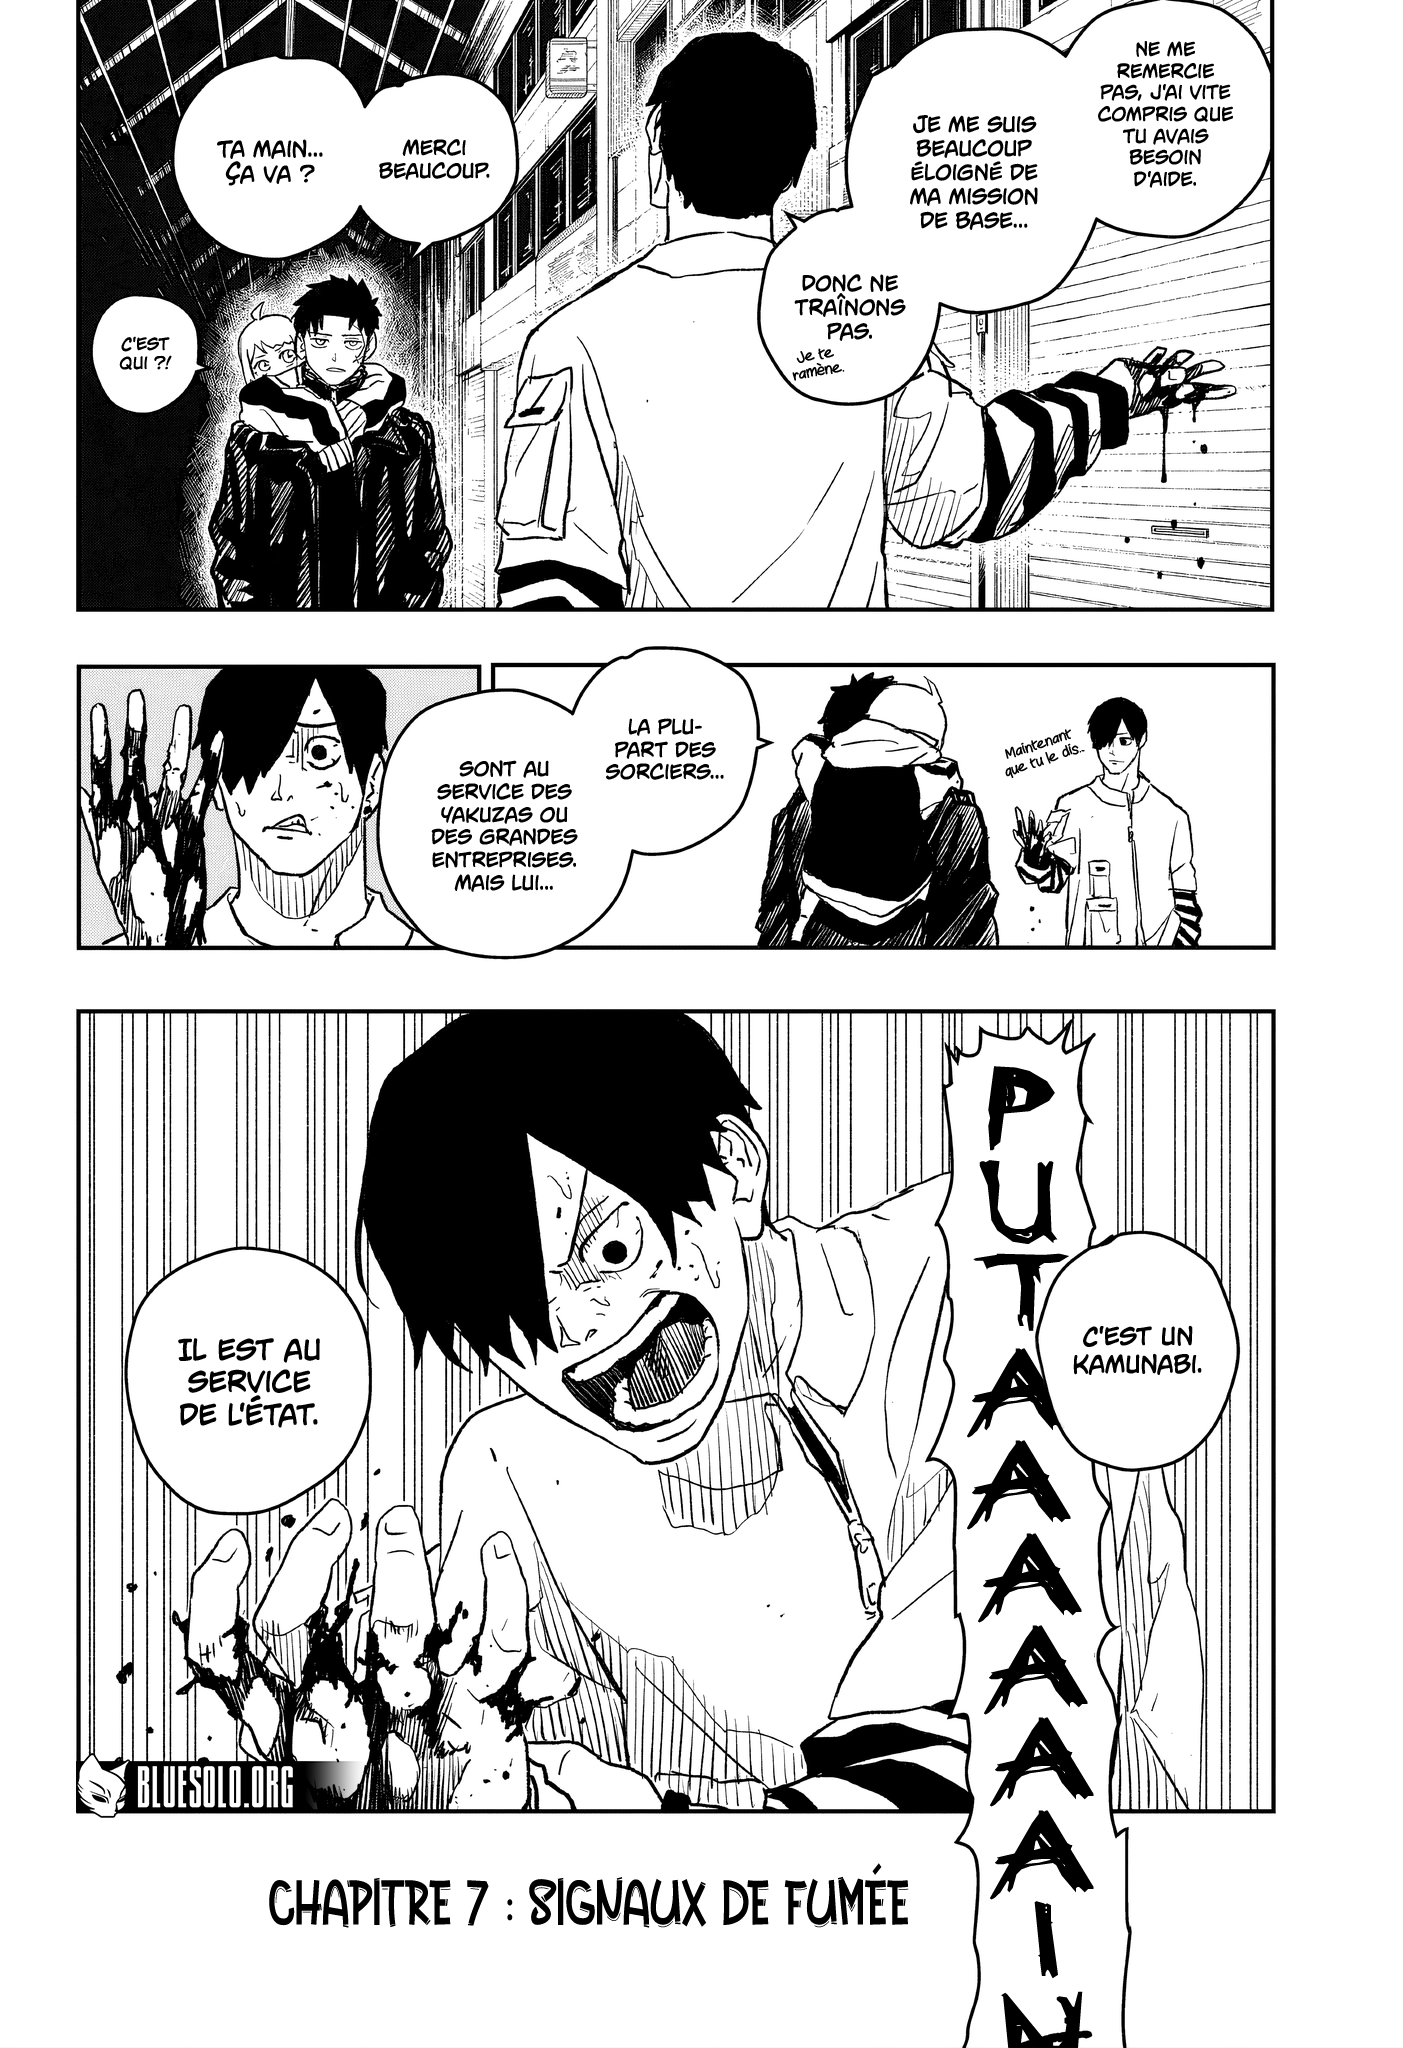 NE ME
REMERCIE
PAS, J'AI VITE
COMPRIS QUE
TU AVAIS
BESOIN
D'AIDE.
JE ME SUIS
BEAUCOUP
ÉLOIGNÉ DE
MA MISSION
DE BASE...
DONC NE
TRAÎNONS
PAS.
Je te
ramène.
MERCI
BEAUCOUP.
TA MAIN...
ÇA VA ?
C'EST
QUI ?!
Maintenant
que tu le dis..
LA PLU-
PART DES
SORCIERS...
SONT AU
SERVICE DES
YAKUZAS OU
DES GRANDES
ENTREPRISES.
MAIS LUI...
C'EST UN
KAMUNABI.
PUTAAAAAAIN
IL EST AU
SERVICE
DE L'ÉTAT.
BLUESOLO.ORG
CHAPITRE 7 : SIGNAUX DE FUMÉE